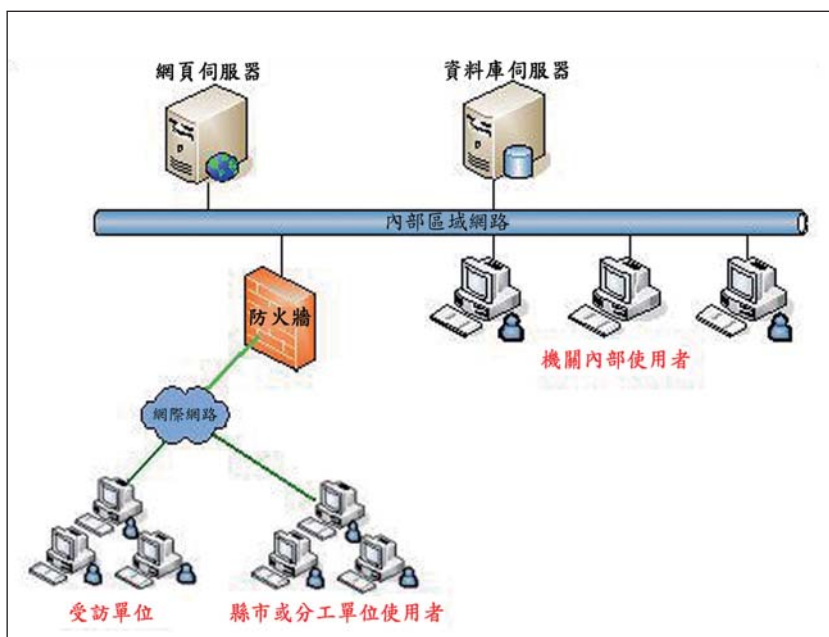 網頁伺服器
資料庫伺服器
內部區域網路
防火牆
機關內部使用者
網際網路
受訪單位
縣市或分工單位使用者